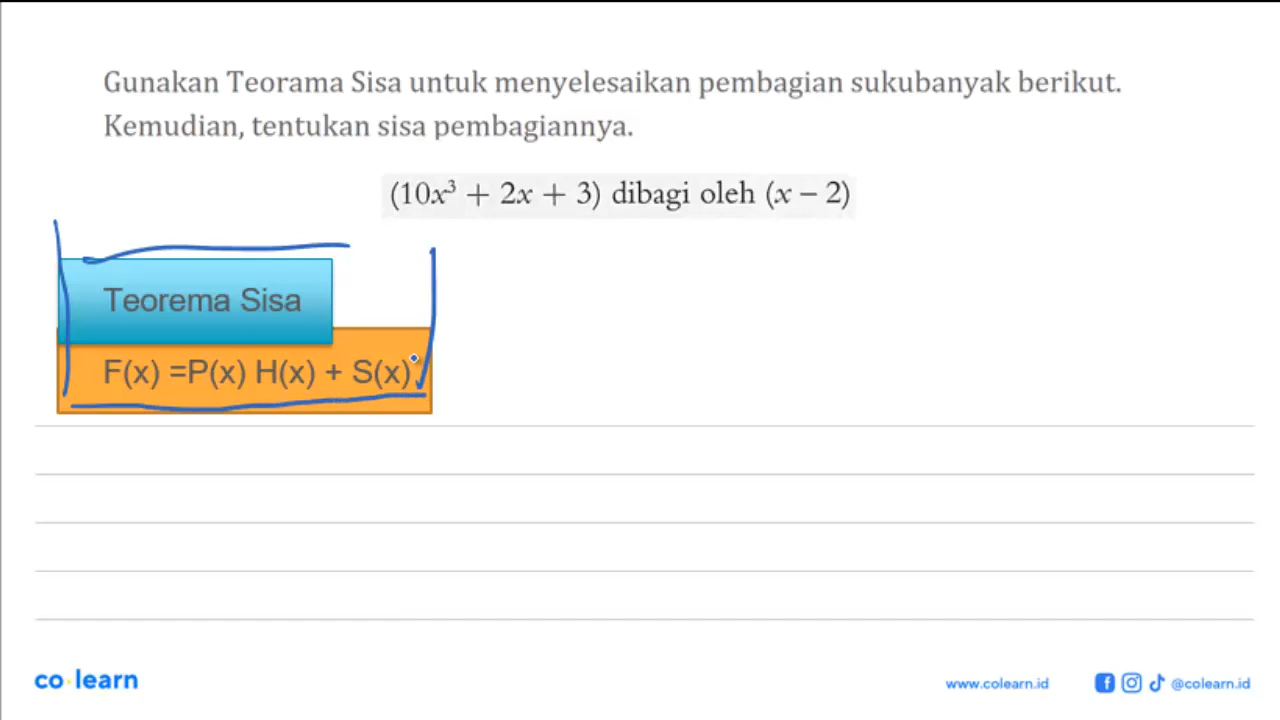 Gunakan Teorama Sisa untuk menyelesaikan pembagian sukubanyak berikut.
Kemudian, tentukan sisa pembagiannya.
(10x³ + 2x + 3) dibagi oleh (x − 2)
Teorema Sisa
F(x) =P(x) H(x) + S(x)
co learn
www.colearn.id
@colearn.id